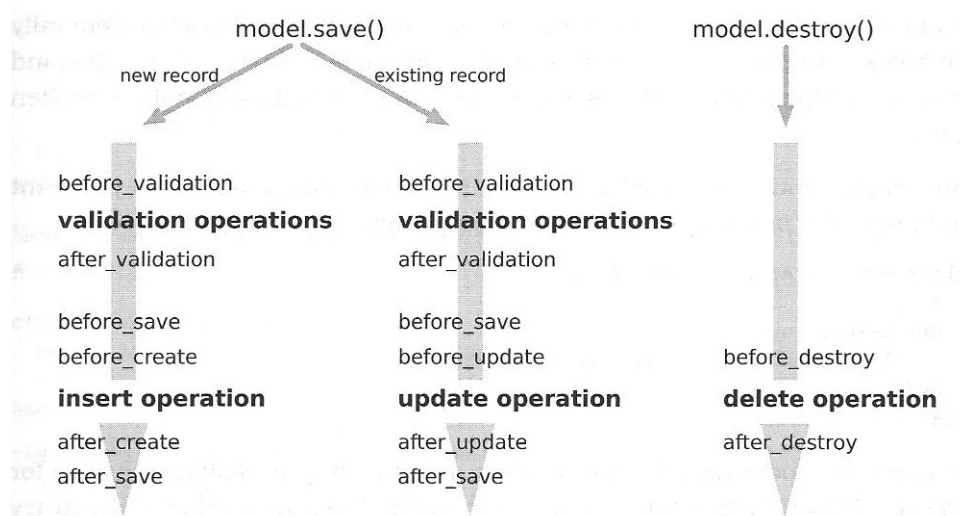 model.save()
model.destroy()
new record
existing record
before_validation
validation operations
after_validation
before_save
before_create
insert operation
after_create
after_save
before_validation
validation operations
after_validation
before_save
before_update
update operation
after_update
after_save
before_destroy
delete operation
after_destroy